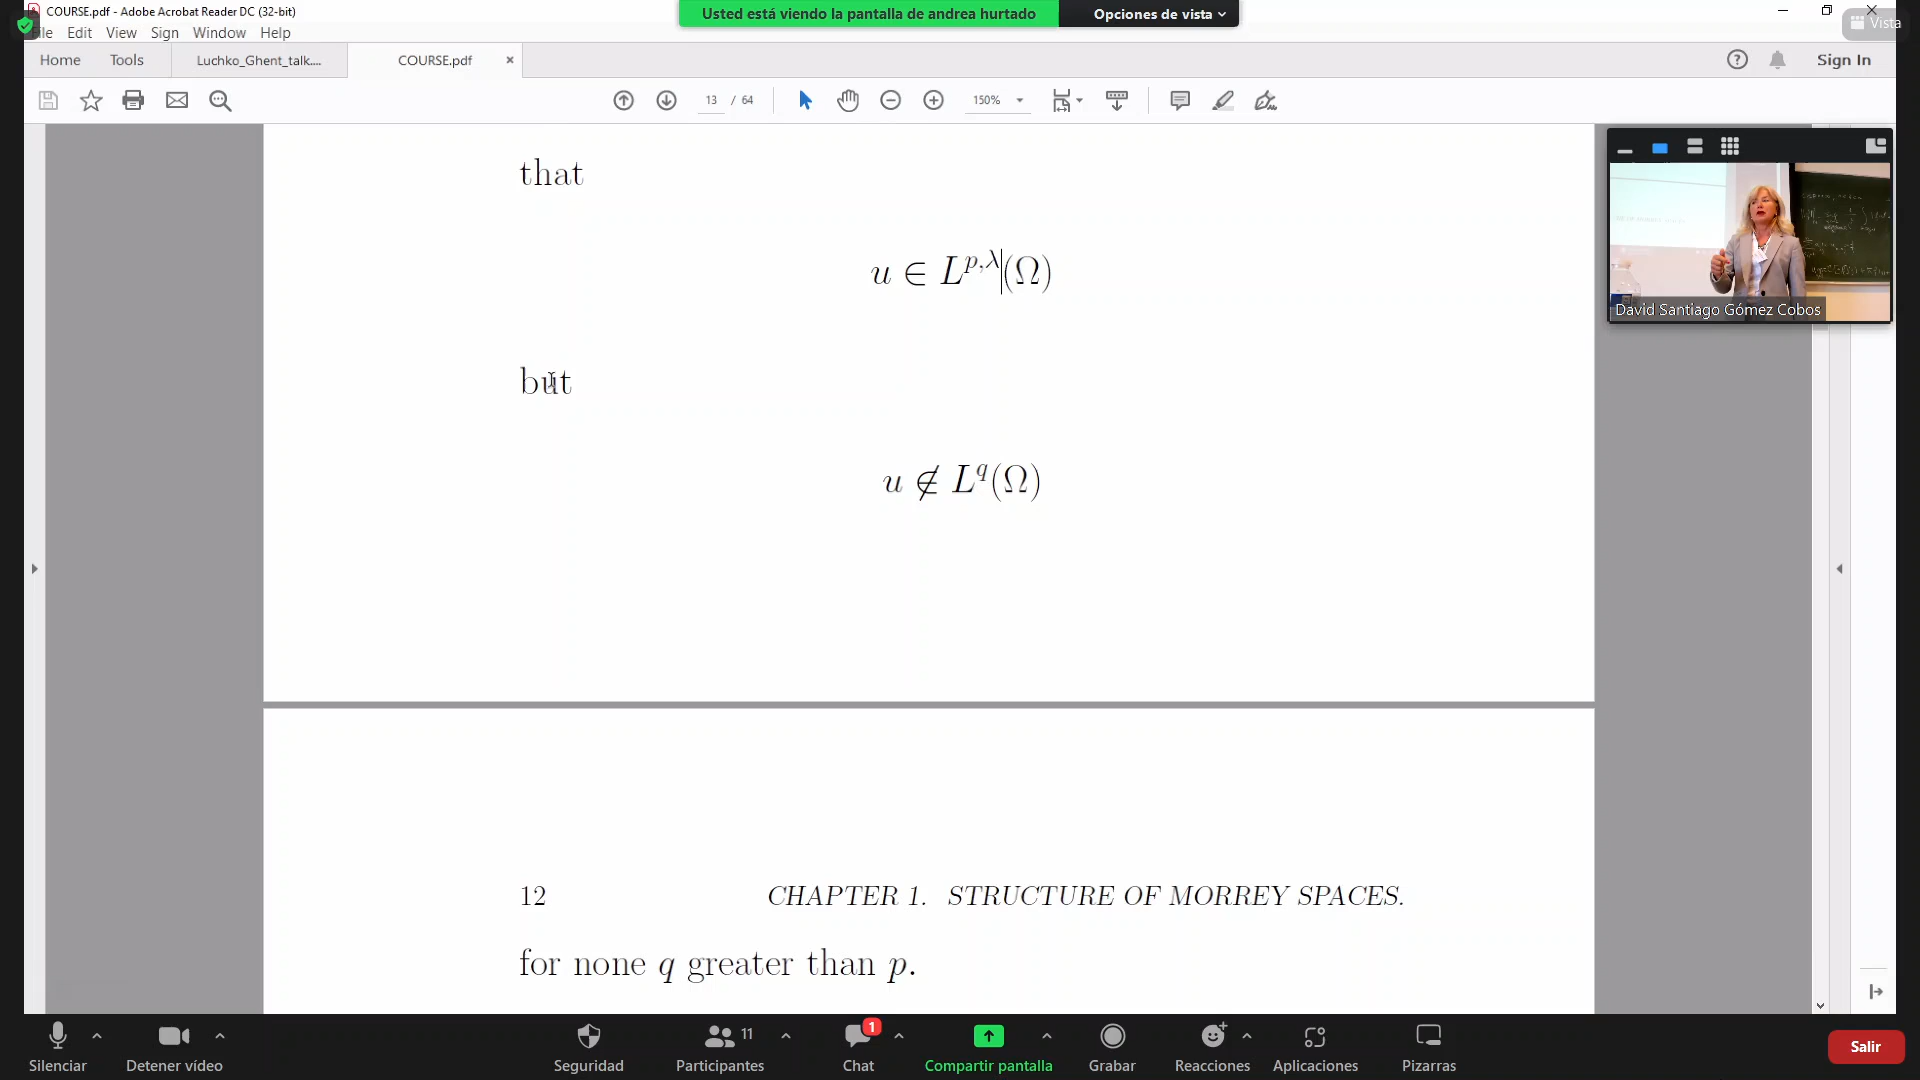 COURSE.pdf - Adobe Acrobat Reader DC (32-bit)
Usted está viendo la pantalla de andrea hurtado
Opciones de vista
Vista
File Edit View Sign Window Help
Home Tools Luchko_Ghent_talk.... COURSE.pdf × Sign In
13 / 64 150%
that
u ∈ L^{p,λ}(Ω)
but
u ∉ L^q(Ω)
David Santiago Gómez Cobos
12 CHAPTER 1. STRUCTURE OF MORREY SPACES.
for none q greater than p.
11 1
Silenciar Detener vídeo Seguridad Participantes Chat Compartir pantalla Grabar Reacciones Aplicaciones Pizarras Salir